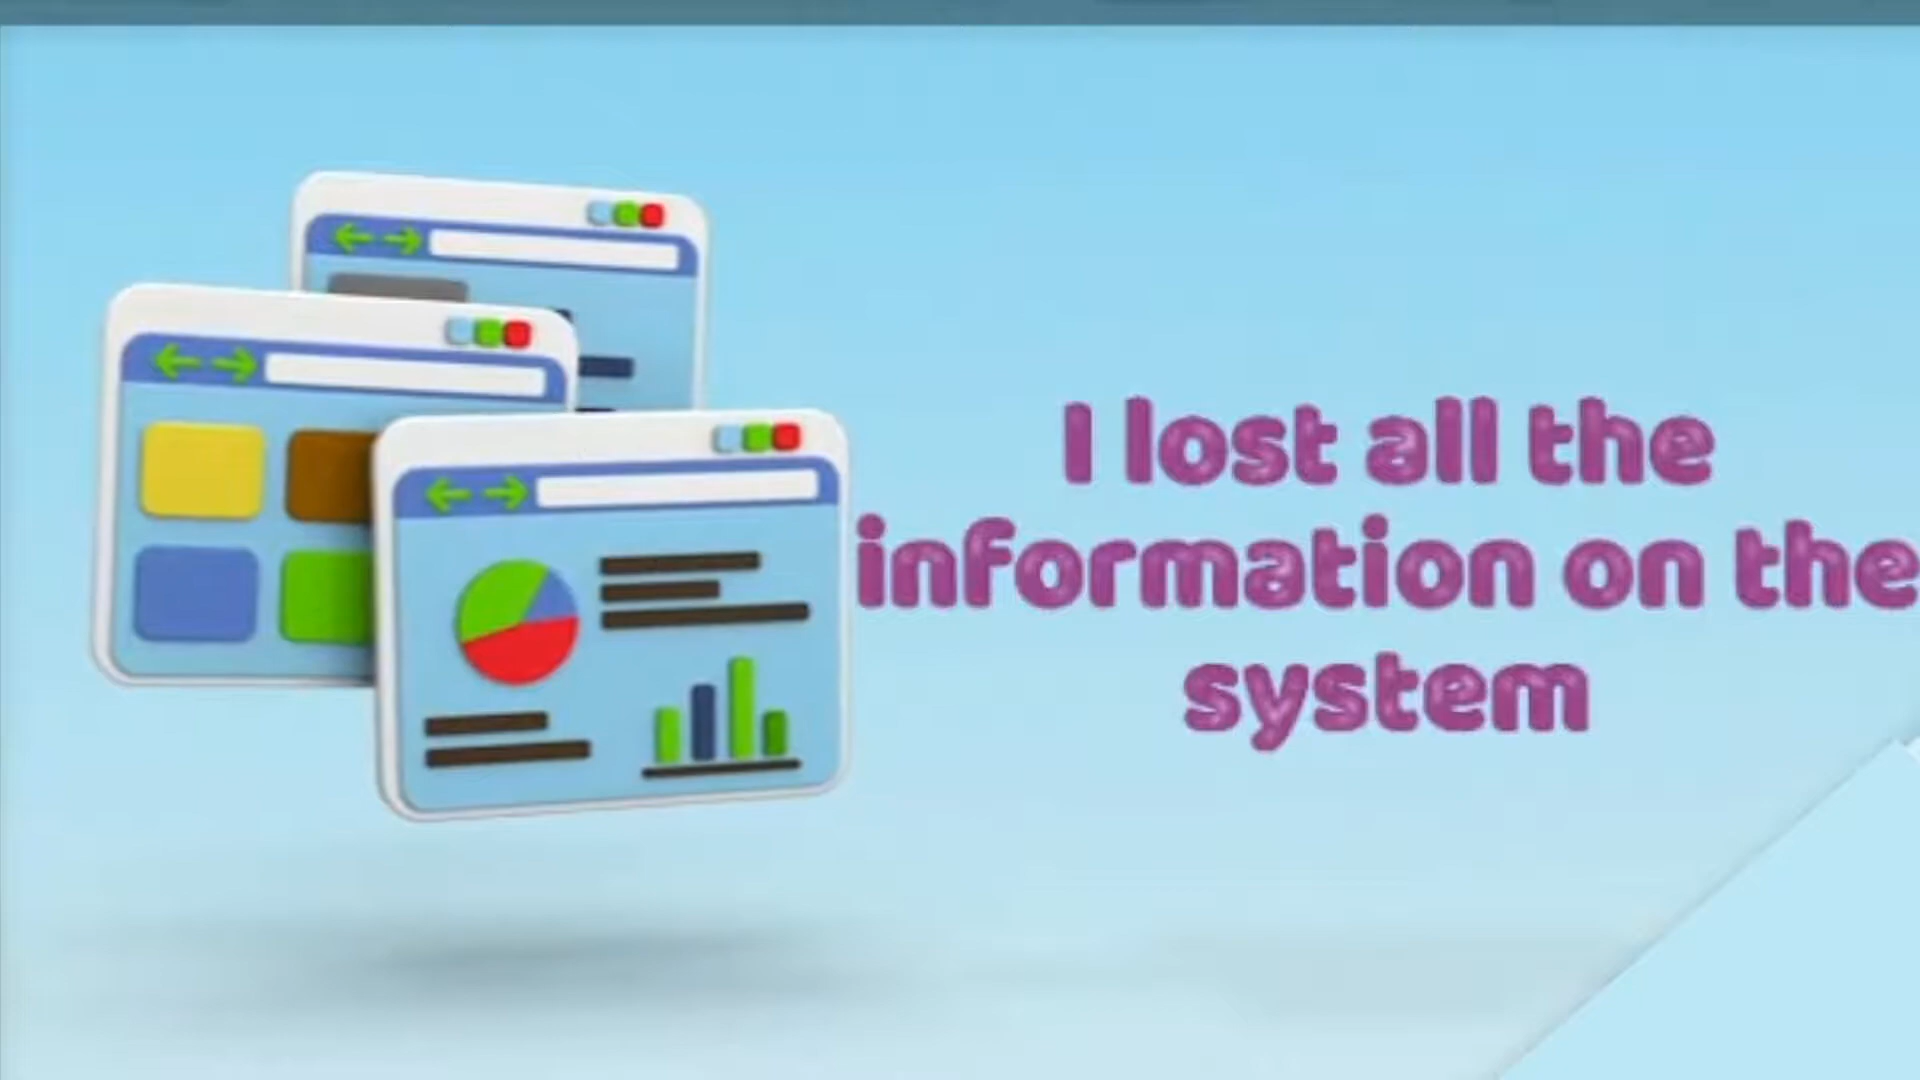 I lost all the
information on the
system